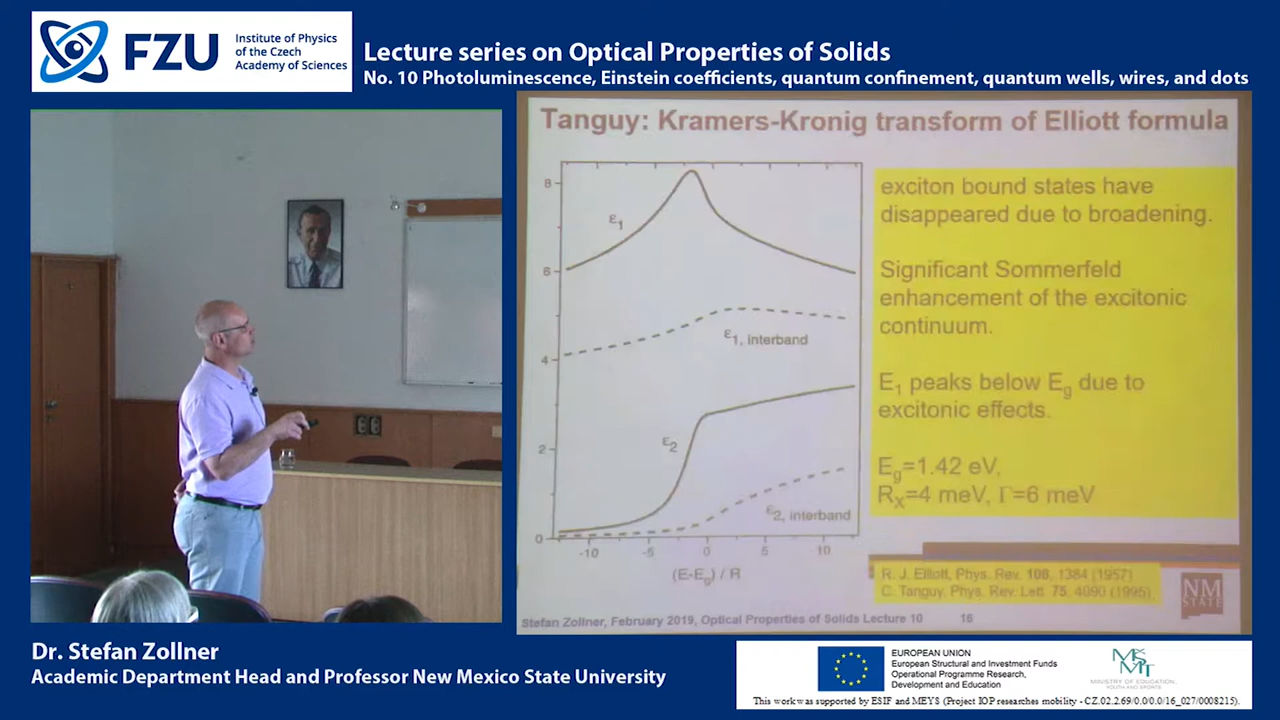 FZU
Institute of Physics
of the Czech
Academy of Sciences
Lecture series on Optical Properties of Solids
No. 10 Photoluminescence, Einstein coefficients, quantum confinement, quantum wells, wires, and dots
Tanguy: Kramers-Kronig transform of Elliott formula
8
6
4
2
0
ε1
ε1, interband
ε2
ε2, interband
-10 -5 0 5 10
(E-Eg) / R
exciton bound states have
disappeared due to broadening.
Significant Sommerfeld
enhancement of the excitonic
continuum.
Ε1 peaks below Eg due to
excitonic effects.
Eg=1.42 eV,
RX=4 meV, Γ=6 meV
R. J. Elliott, Phys. Rev. 108, 1384 (1957)
C. Tanguy, Phys. Rev. Lett. 75, 4090 (1995)
NM
STATE
Stefan Zollner, February 2019, Optical Properties of Solids Lecture 10 16
Dr. Stefan Zollner
Academic Department Head and Professor New Mexico State University
EUROPEAN UNION
European Structural and Investment Funds
Operational Programme Research,
Development and Education
MINISTRY OF EDUCATION,
YOUTH AND SPORTS
This work was supported by ESIF and MEYS (Project IOP researches mobility - CZ.02.2.69/0.0/0.0/16_027/0008215).